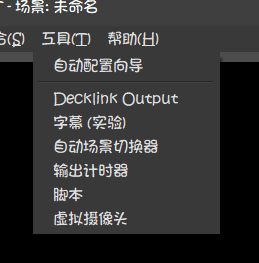 - 场景: 未命名
(S) 工具(T) 帮助(H)
自动配置向导
Decklink Output
字幕 (实验)
自动场景切换器
输出计时器
脚本
虚拟摄像头